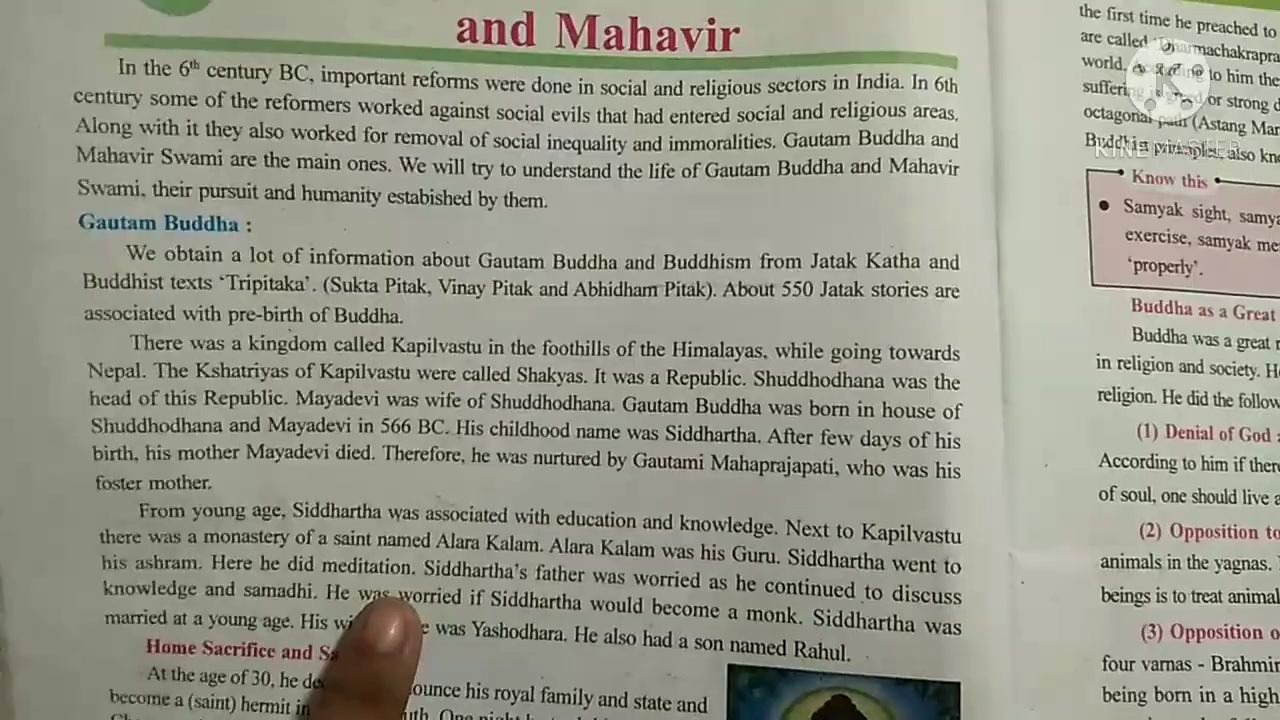 and Mahavir
In the 6th century BC, important reforms were done in social and religious sectors in India. In 6th
century some of the reformers worked against social evils that had entered social and religious areas.
Along with it they also worked for removal of social inequality and immoralities. Gautam Buddha and
Mahavir Swami are the main ones. We will try to understand the life of Gautam Buddha and Mahavir
Swami, their pursuit and humanity estabished by them.
Gautam Buddha :
We obtain a lot of information about Gautam Buddha and Buddhism from Jatak Katha and
Buddhist texts ‘Tripitaka’. (Sukta Pitak, Vinay Pitak and Abhidham Pitak). About 550 Jatak stories are
associated with pre-birth of Buddha.
There was a kingdom called Kapilvastu in the foothills of the Himalayas, while going towards
Nepal. The Kshatriyas of Kapilvastu were called Shakyas. It was a Republic. Shuddhodhana was the
head of this Republic. Mayadevi was wife of Shuddhodhana. Gautam Buddha was born in house of
Shuddhodhana and Mayadevi in 566 BC. His childhood name was Siddhartha. After few days of his
birth, his mother Mayadevi died. Therefore, he was nurtured by Gautami Mahaprajapati, who was his
foster mother.
From young age, Siddhartha was associated with education and knowledge. Next to Kapilvastu
there was a monastery of a saint named Alara Kalam. Alara Kalam was his Guru. Siddhartha went to
his ashram. Here he did meditation. Siddhartha’s father was worried as he continued to discuss
knowledge and samadhi. He was worried if Siddhartha would become a monk. Siddhartha was
married at a young age. His was Yashodhara. He also had a son named Rahul.
Home Sacrifice and
At the age of 30, he his royal family and state and
become a (saint) hermit in One night
the first time he preached to
are called
world. According to him the
suffering or strong
octagonal path (Astang
Buddhis principles, also
Know this
● Samyak sight,
exercise, samyak
‘properly’.
Buddha as a Great
Buddha was a great
in religion and society.
religion. He did the
(1) Denial of God
According to him if
of soul, one should live
(2) Opposition
animals in the yagnas.
beings is to treat
(3) Opposition
four varnas -
being born in a high
KINEMASTER